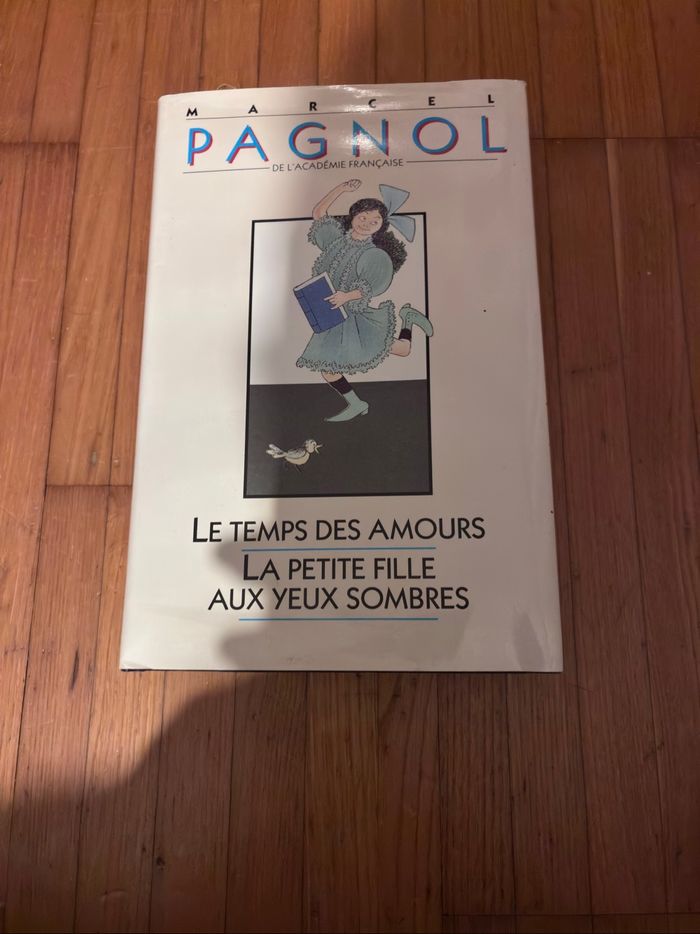 MARCEL
PAGNOL
DE L'ACADÉMIE FRANÇAISE
LE TEMPS DES AMOURS
LA PETITE FILLE
AUX YEUX SOMBRES